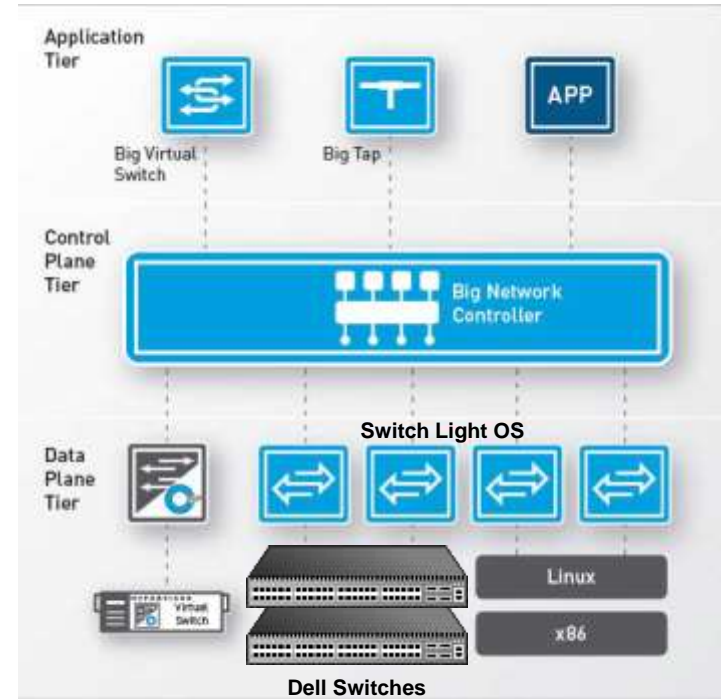 Application
Tier
APP
Big Virtual
Switch
Big Tap
Control
Plane
Tier
Big Network
Controller
Switch Light OS
Data
Plane
Tier
HYPERVISOR
Virtual
Switch
Linux
x86
Dell Switches